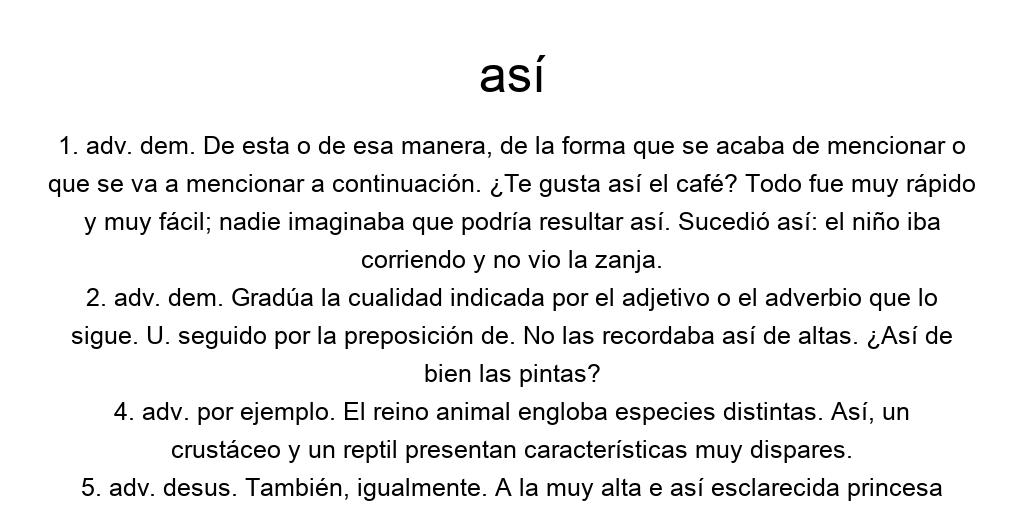 así
1. adv. dem. De esta o de esa manera, de la forma que se acaba de mencionar o
que se va a mencionar a continuación. ¿Te gusta así el café? Todo fue muy rápido
y muy fácil; nadie imaginaba que podría resultar así. Sucedió así: el niño iba
corriendo y no vio la zanja.
2. adv. dem. Gradúa la cualidad indicada por el adjetivo o el adverbio que lo
sigue. U. seguido por la preposición de. No las recordaba así de altas. ¿Así de
bien las pintas?
4. adv. por ejemplo. El reino animal engloba especies distintas. Así, un
crustáceo y un reptil presentan características muy dispares.
5. adv. desus. También, igualmente. A la muy alta e así esclarecida princesa